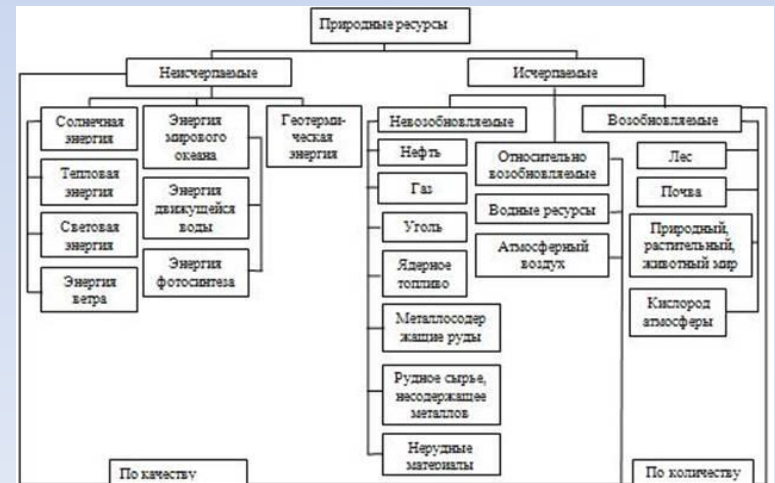 Природные ресурсы
Неисчерпаемые
Исчерпаемые
Солнечная
энергия
Тепловая
энергия
Световая
энергия
Энергия
ветра
Энергия
мирового
океана
Энергия
движущейся
воды
Энергия
фотосинтеза
Геотерми-
ческая
энергия
Невозобновляемые
Нефть
Газ
Уголь
Ядерное
топливо
Металлосодер
жащие руды
Рудное сырье,
несодержащее
металлов
Нерудные
материалы
Относительно
возобновляемые
Водные ресурсы
Атмосферный
воздух
Возобновляемые
Лес
Почва
Природный,
растительный,
животный мир
Кислород
атмосферы
По качеству
По количеству